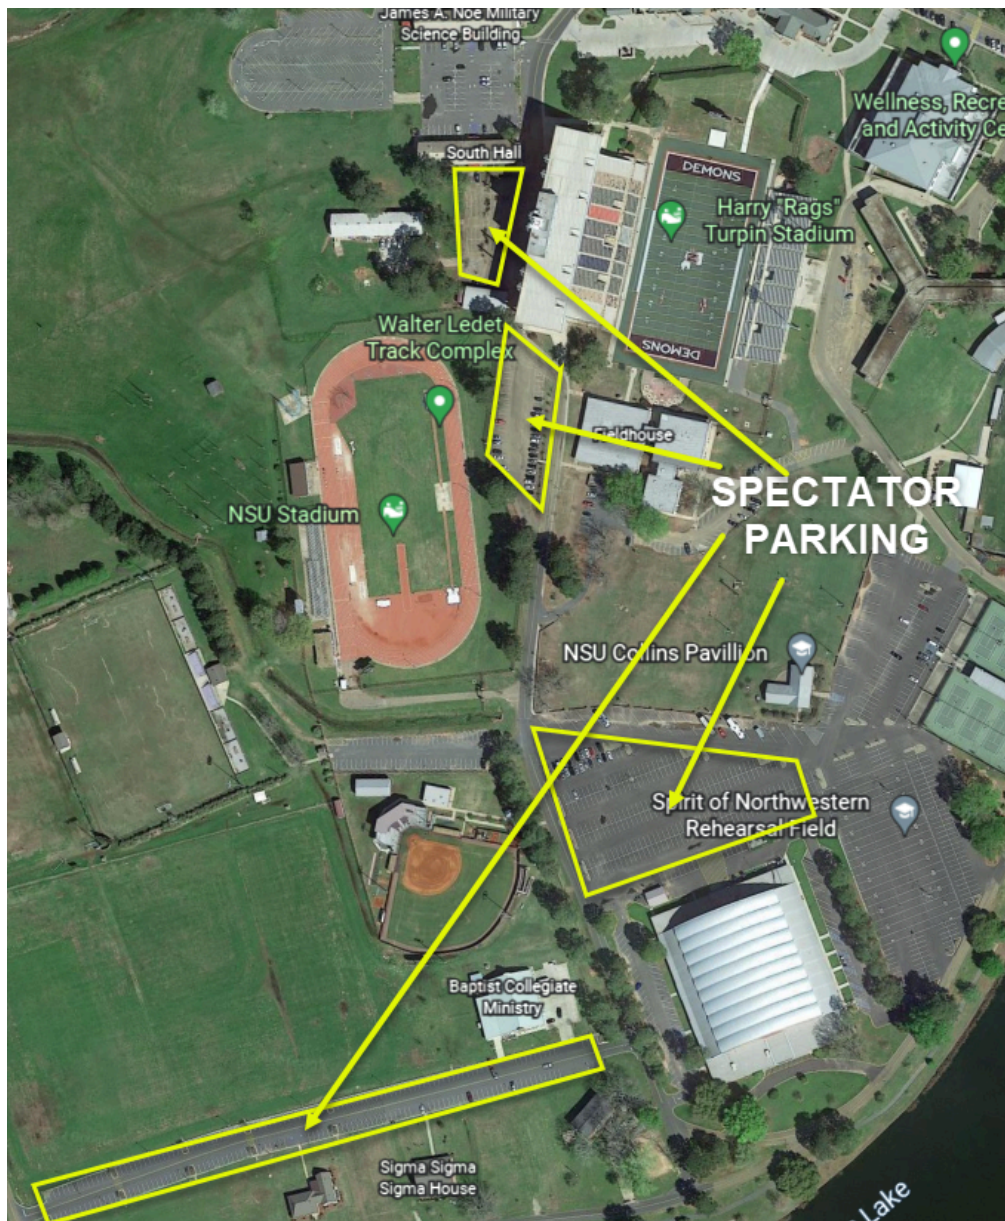 James A. Noe Military
Science Building
Wellness, Recre
and Activity Ce
South Hall
DEMONS
Harry "Rags"
Turpin Stadium
Walter Ledet
Track Complex
DEMONS
Fieldhouse
SPECTATOR
PARKING
NSU Stadium
NSU Collins Pavillion
Spirit of Northwestern
Rehearsal Field
Baptist Collegiate
Ministry
Sigma Sigma
Sigma House
Lake